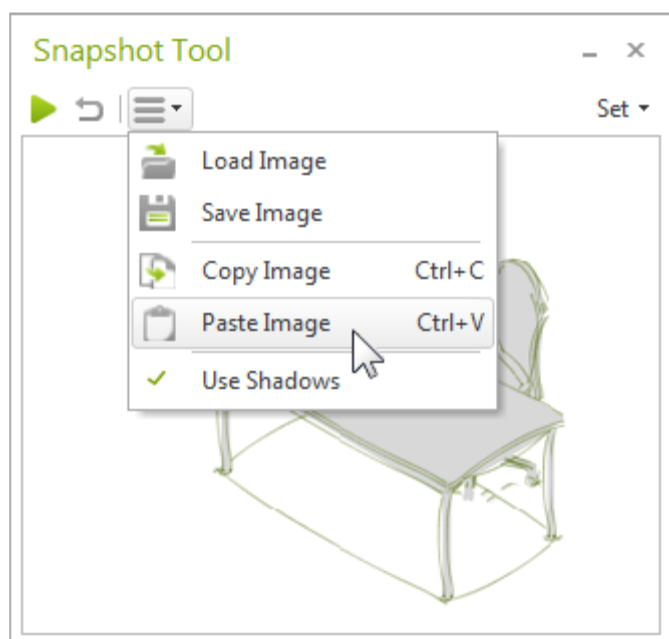 Snapshot Tool
Set
Load Image
Save Image
Copy Image Ctrl+C
Paste Image Ctrl+V
Use Shadows